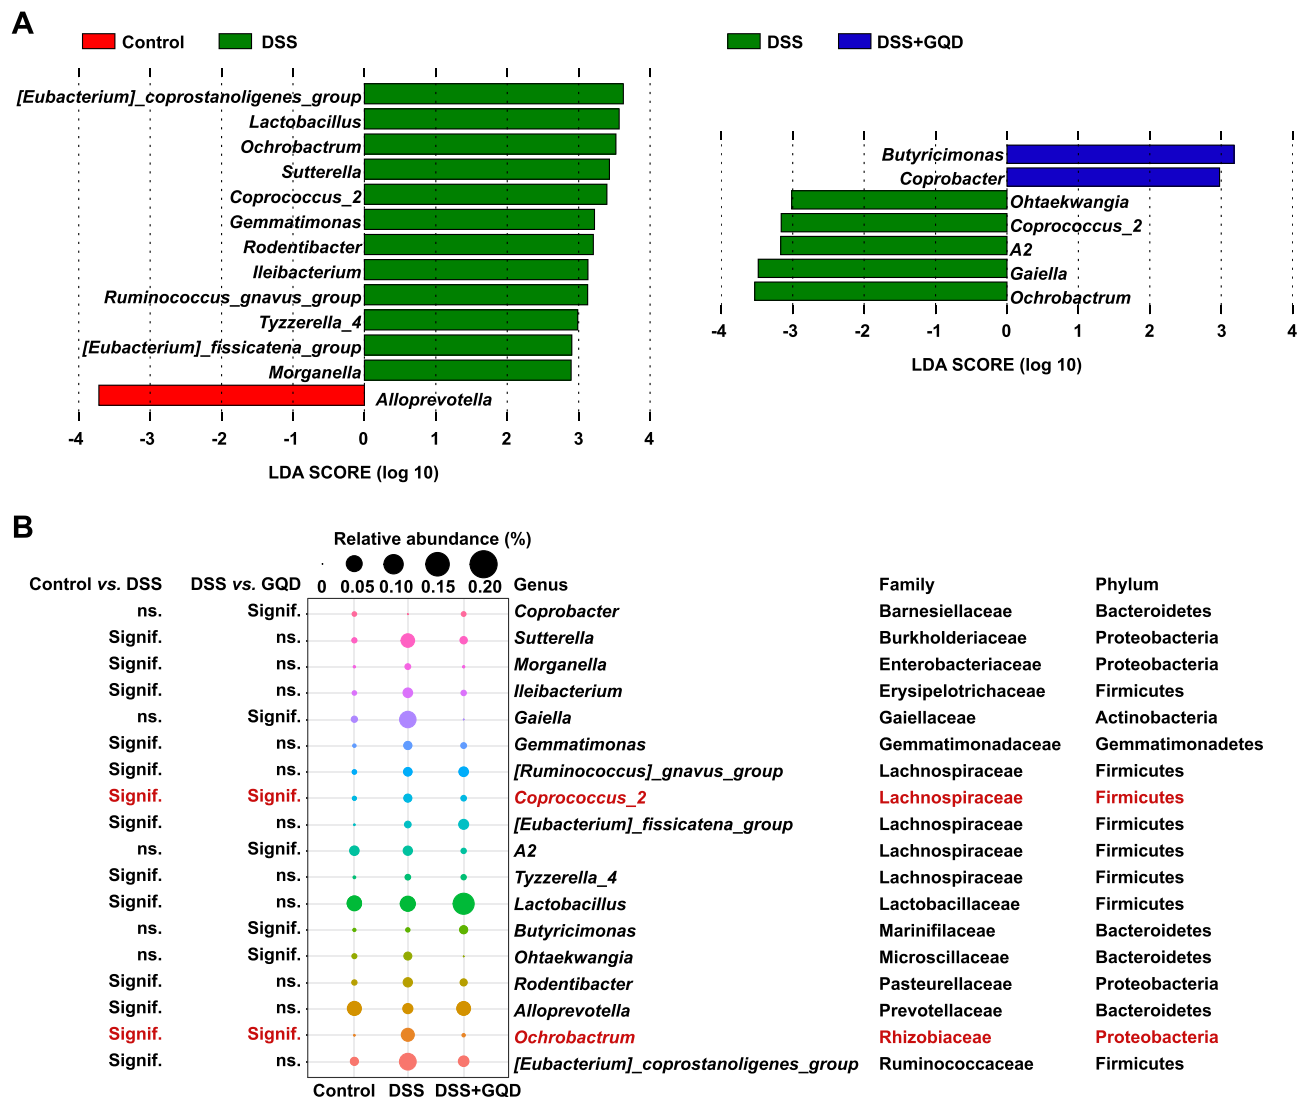 A
Control DSS
[Eubacterium]_coprostanoligenes_group
Lactobacillus
Ochrobactrum
Sutterella
Coprococcus_2
Gemmatimonas
Rodentibacter
Ileibacterium
Ruminococcus_gnavus_group
Tyzzerella_4
[Eubacterium]_fissicatena_group
Morganella
Alloprevotella
-4 -3 -2 -1 0 1 2 3 4
LDA SCORE (log 10)
DSS DSS+GQD
Butyricimonas
Coprobacter
Ohtaekwangia
Coprococcus_2
A2
Gaiella
Ochrobactrum
-4 -3 -2 -1 0 1 2 3 4
LDA SCORE (log 10)
B
Relative abundance (%)
Control vs. DSS DSS vs. GQD 0 0.05 0.10 0.15 0.20 Genus Family Phylum
ns. Signif. Coprobacter Barnesiellaceae Bacteroidetes
Signif. ns. Sutterella Burkholderiaceae Proteobacteria
Signif. ns. Morganella Enterobacteriaceae Proteobacteria
Signif. ns. Ileibacterium Erysipelotrichaceae Firmicutes
ns. Signif. Gaiella Gaiellaceae Actinobacteria
Signif. ns. Gemmatimonas Gemmatimonadaceae Gemmatimonadetes
Signif. ns. [Ruminococcus]_gnavus_group Lachnospiraceae Firmicutes
Signif. Signif. Coprococcus_2 Lachnospiraceae Firmicutes
Signif. ns. [Eubacterium]_fissicatena_group Lachnospiraceae Firmicutes
ns. Signif. A2 Lachnospiraceae Firmicutes
Signif. ns. Tyzzerella_4 Lachnospiraceae Firmicutes
Signif. ns. Lactobacillus Lactobacillaceae Firmicutes
ns. Signif. Butyricimonas Marinifilaceae Bacteroidetes
ns. Signif. Ohtaekwangia Microscillaceae Bacteroidetes
Signif. ns. Rodentibacter Pasteurellaceae Proteobacteria
Signif. ns. Alloprevotella Prevotellaceae Bacteroidetes
Signif. Signif. Ochrobactrum Rhizobiaceae Proteobacteria
Signif. ns. [Eubacterium]_coprostanoligenes_group Ruminococcaceae Firmicutes
Control DSS DSS+GQD